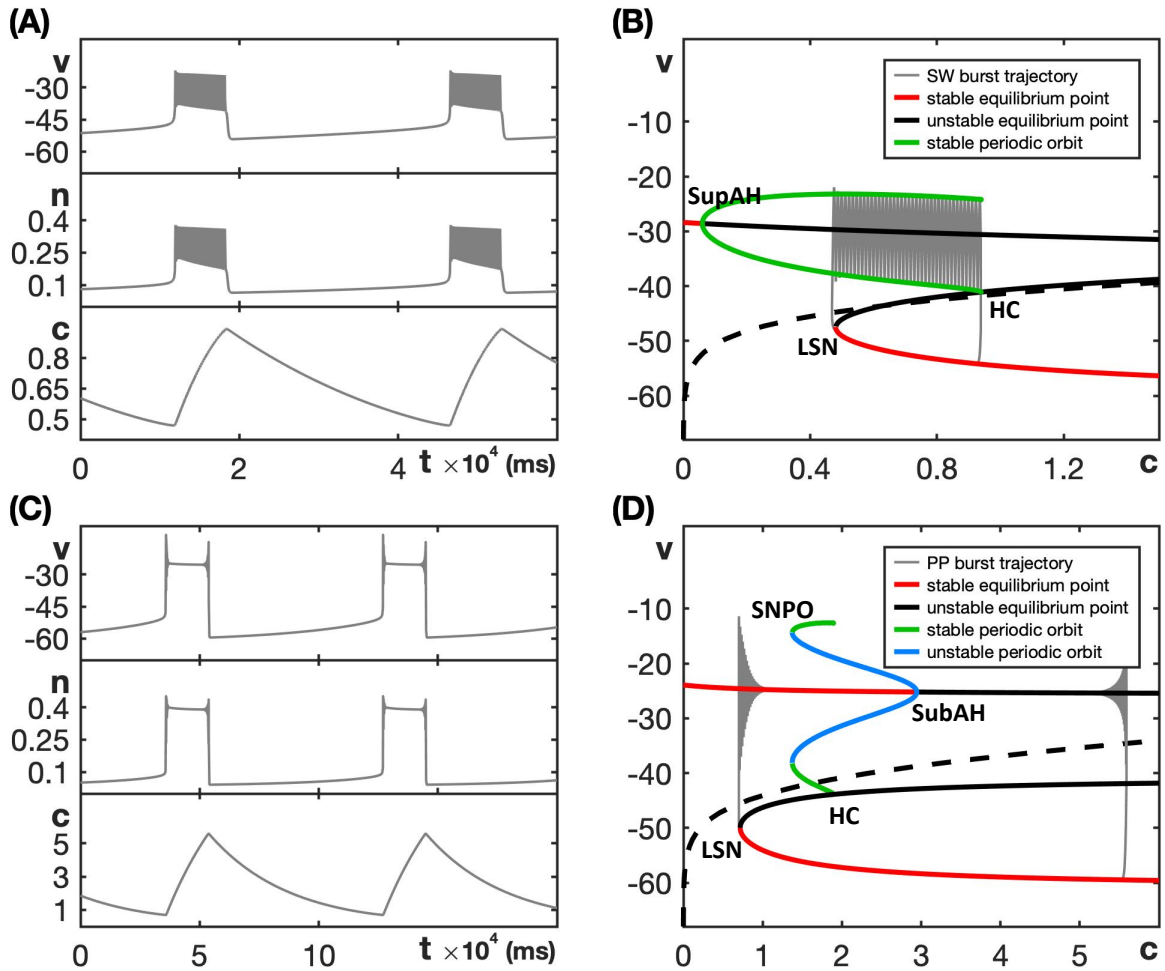 (A)
v
-30
-45
-60
n
0.4
0.25
0.1
c
0.8
0.65
0.5
0 2 4 t ×10⁴ (ms)
(B)
v
-10
-20
-30
-40
-50
-60
SW burst trajectory
stable equilibrium point
unstable equilibrium point
stable periodic orbit
SupAH
HC
LSN
0 0.4 0.8 1.2 c
(C)
v
-30
-45
-60
n
0.4
0.25
0.1
c
5
3
1
0 5 10 t ×10⁴ (ms)
(D)
v
-10
-20
-30
-40
-50
-60
PP burst trajectory
stable equilibrium point
unstable equilibrium point
stable periodic orbit
unstable periodic orbit
SNPO
SubAH
HC
LSN
0 1 2 3 4 5 c